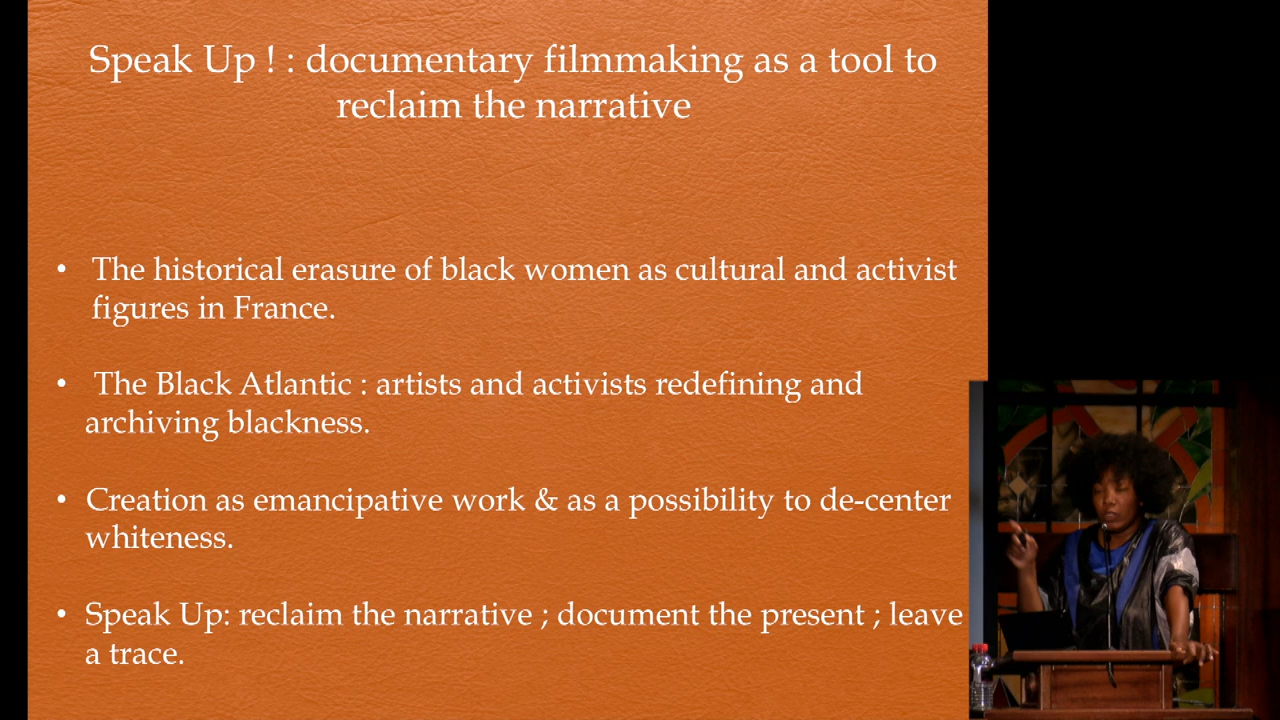 Speak Up ! : documentary filmmaking as a tool to
reclaim the narrative
• The historical erasure of black women as cultural and activist
figures in France.
• The Black Atlantic : artists and activists redefining and
archiving blackness.
• Creation as emancipative work & as a possibility to de-center
whiteness.
• Speak Up: reclaim the narrative ; document the present ; leave
a trace.